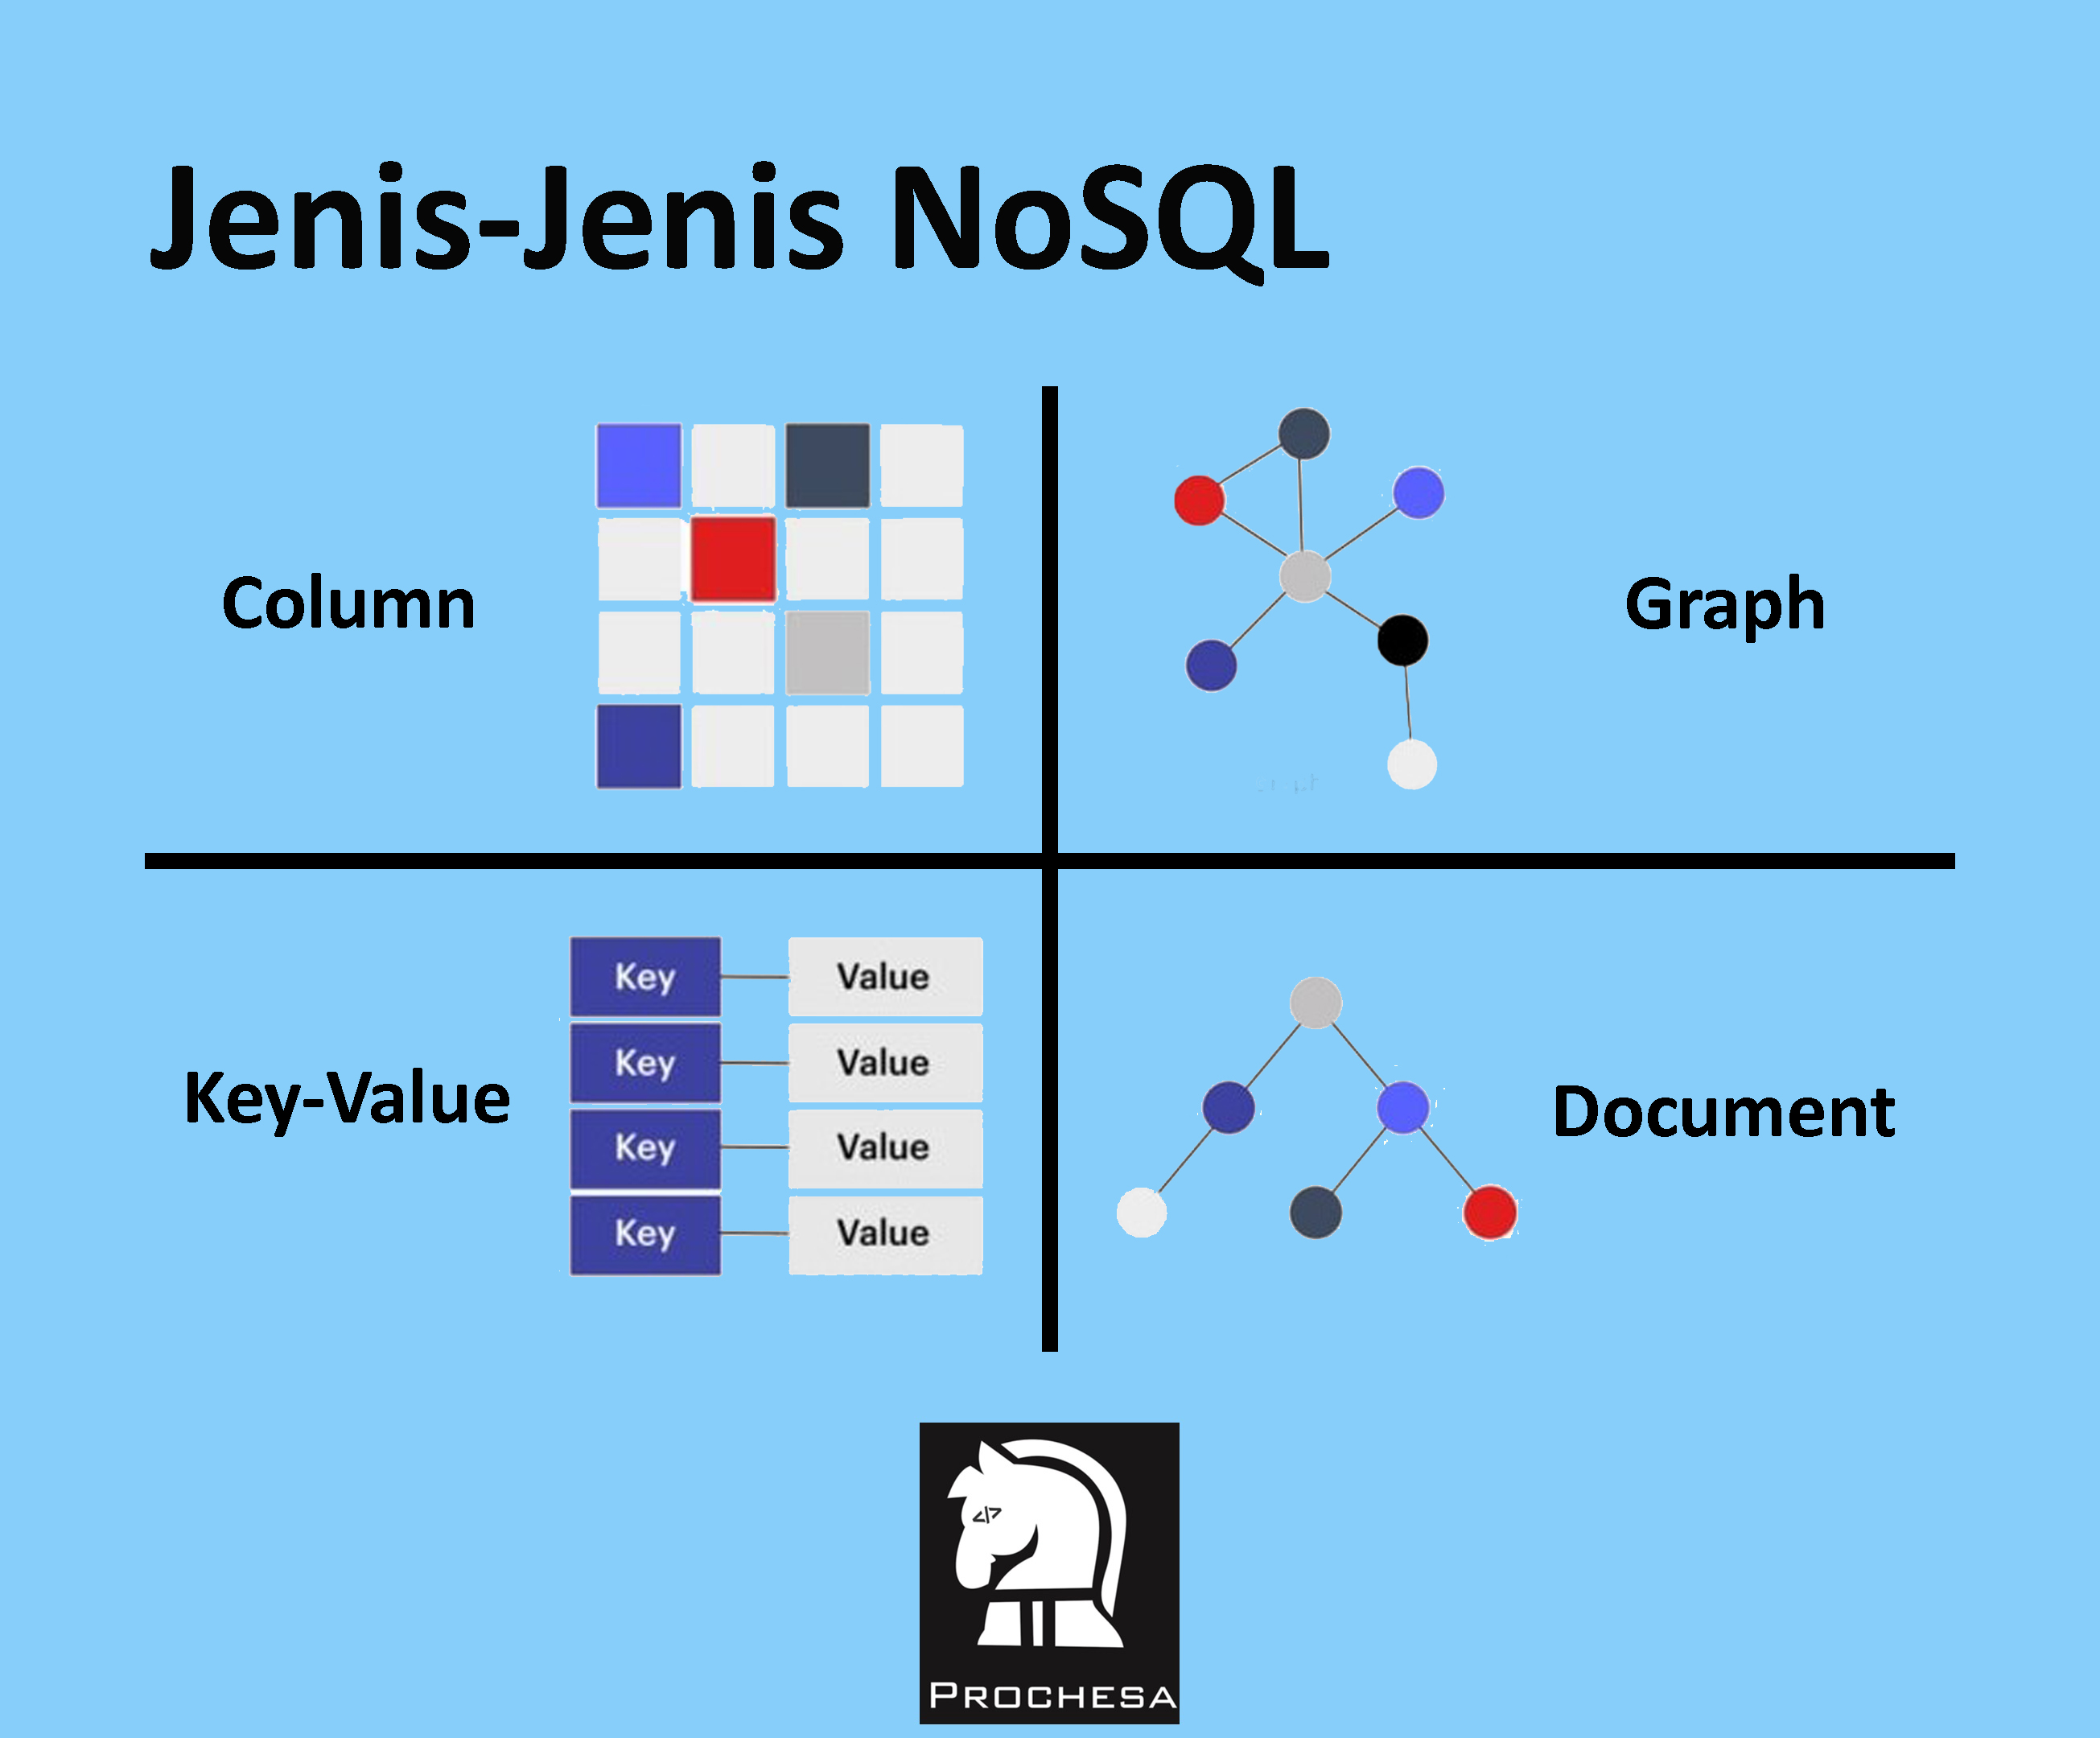 Jenis-Jenis NoSQL
Column
Graph
Key-Value
Key Value
Key Value
Key Value
Key Value
Document
</>
PROCHESA